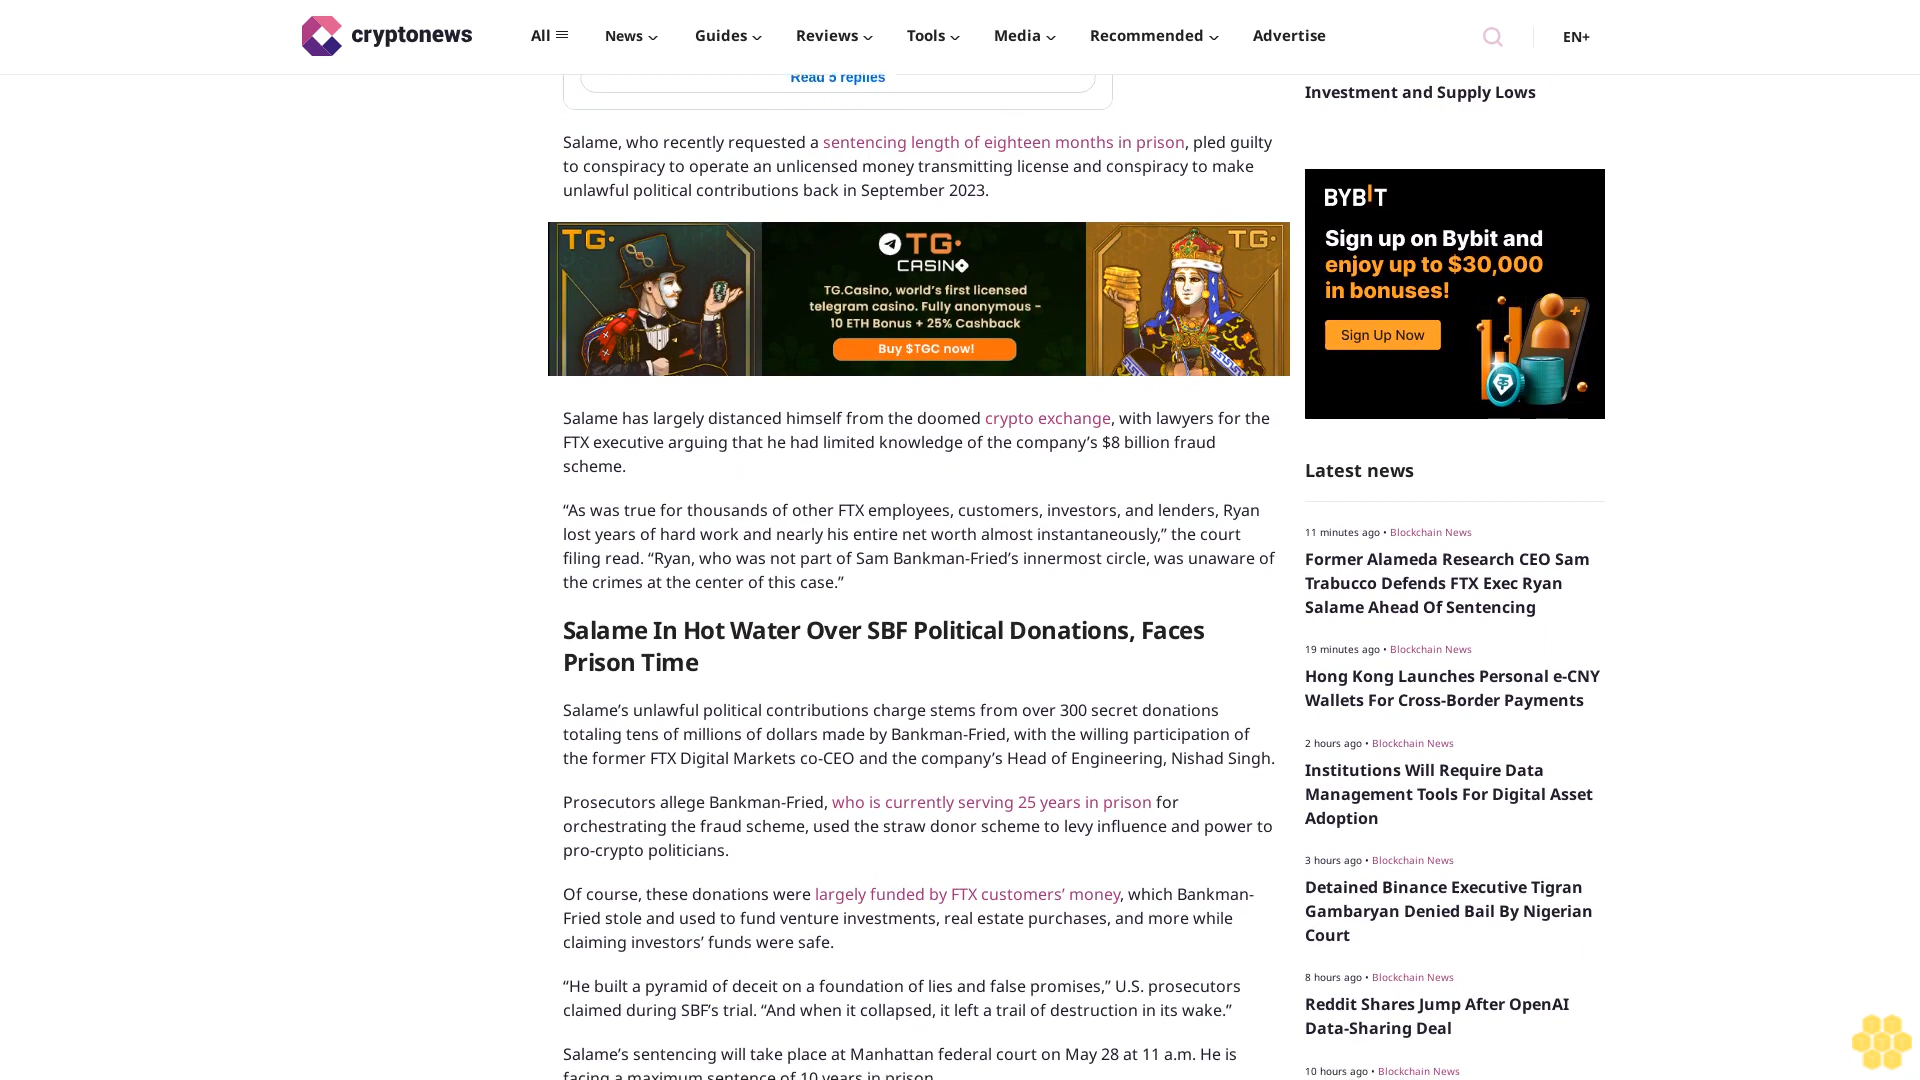 cryptonews
All
News
Guides
Reviews
Tools
Media
Recommended
Advertise
EN+
Read 5 replies
Salame, who recently requested a sentencing length of eighteen months in prison, pled guilty
to conspiracy to operate an unlicensed money transmitting license and conspiracy to make
unlawful political contributions back in September 2023.
TG.
TG.
CASINO
TG.Casino, world's first licensed
telegram casino. Fully anonymous -
10 ETH Bonus + 25% Cashback
Buy $TGC now!
TG.
Salame has largely distanced himself from the doomed crypto exchange, with lawyers for the
FTX executive arguing that he had limited knowledge of the company’s $8 billion fraud
scheme.
“As was true for thousands of other FTX employees, customers, investors, and lenders, Ryan
lost years of hard work and nearly his entire net worth almost instantaneously,” the court
filing read. “Ryan, who was not part of Sam Bankman-Fried’s innermost circle, was unaware of
the crimes at the center of this case.”
Salame In Hot Water Over SBF Political Donations, Faces
Prison Time
Salame’s unlawful political contributions charge stems from over 300 secret donations
totaling tens of millions of dollars made by Bankman-Fried, with the willing participation of
the former FTX Digital Markets co-CEO and the company’s Head of Engineering, Nishad Singh.
Prosecutors allege Bankman-Fried, who is currently serving 25 years in prison for
orchestrating the fraud scheme, used the straw donor scheme to levy influence and power to
pro-crypto politicians.
Of course, these donations were largely funded by FTX customers’ money, which Bankman-
Fried stole and used to fund venture investments, real estate purchases, and more while
claiming investors’ funds were safe.
“He built a pyramid of deceit on a foundation of lies and false promises,” U.S. prosecutors
claimed during SBF’s trial. “And when it collapsed, it left a trail of destruction in its wake.”
Salame’s sentencing will take place at Manhattan federal court on May 28 at 11 a.m. He is
facing a maximum sentence of 10 years in prison.
Investment and Supply Lows
BYBIT
Sign up on Bybit and
enjoy up to $30,000
in bonuses!
Sign Up Now
Latest news
11 minutes ago • Blockchain News
Former Alameda Research CEO Sam
Trabucco Defends FTX Exec Ryan
Salame Ahead Of Sentencing
19 minutes ago • Blockchain News
Hong Kong Launches Personal e-CNY
Wallets For Cross-Border Payments
2 hours ago • Blockchain News
Institutions Will Require Data
Management Tools For Digital Asset
Adoption
3 hours ago • Blockchain News
Detained Binance Executive Tigran
Gambaryan Denied Bail By Nigerian
Court
8 hours ago • Blockchain News
Reddit Shares Jump After OpenAI
Data-Sharing Deal
10 hours ago • Blockchain News